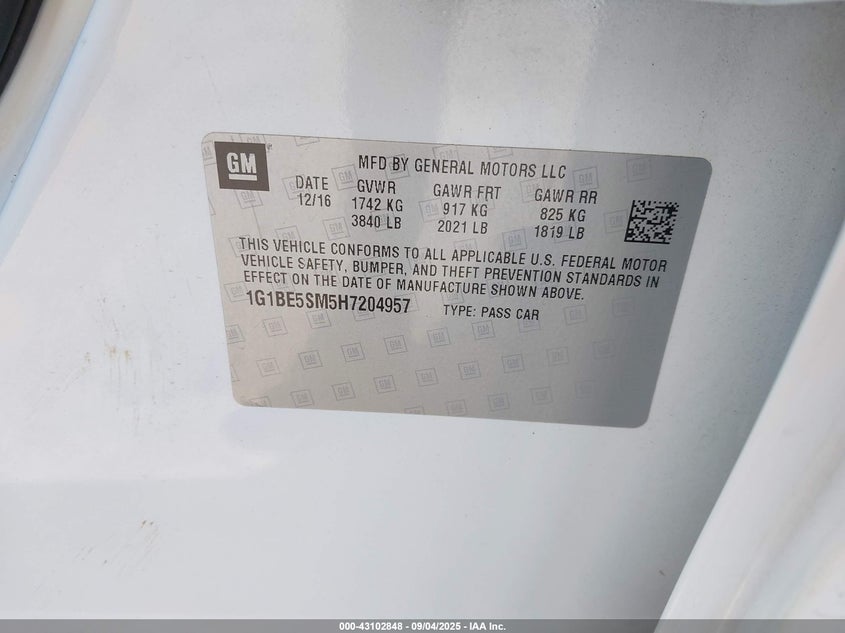 GM
MFD BY GENERAL MOTORS LLC
DATE GVWR GAWR FRT GAWR RR
12/16 1742 KG 917 KG 825 KG
3840 LB 2021 LB 1819 LB
THIS VEHICLE CONFORMS TO ALL APPLICABLE U.S. FEDERAL MOTOR
VEHICLE SAFETY, BUMPER, AND THEFT PREVENTION STANDARDS IN
EFFECT ON THE DATE OF MANUFACTURE SHOWN ABOVE.
1G1BE5SM5H7204957 TYPE: PASS CAR
000-43102848 - 09/04/2025 - IAA Inc.